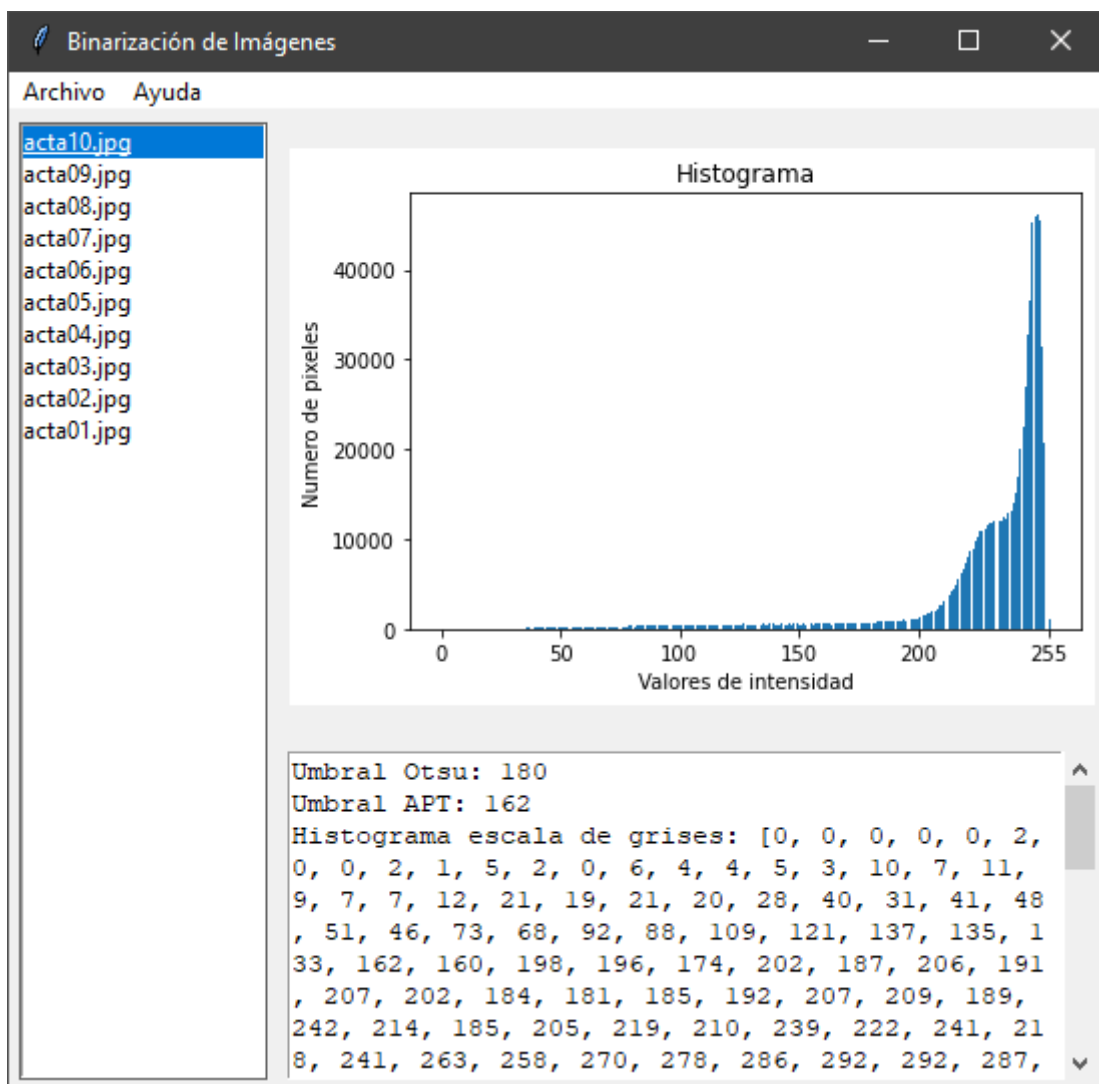 Binarización de Imágenes
Archivo Ayuda
acta10.jpg
acta09.jpg
acta08.jpg
acta07.jpg
acta06.jpg
acta05.jpg
acta04.jpg
acta03.jpg
acta02.jpg
acta01.jpg
Histograma
40000
30000
20000
10000
0
Numero de pixeles
0 50 100 150 200 255
Valores de intensidad
Umbral Otsu: 180
Umbral APT: 162
Histograma escala de grises: [0, 0, 0, 0, 0, 2,
0, 0, 2, 1, 5, 2, 0, 6, 4, 4, 5, 3, 10, 7, 11,
9, 7, 7, 12, 21, 19, 21, 20, 28, 40, 31, 41, 48
, 51, 46, 73, 68, 92, 88, 109, 121, 137, 135, 1
33, 162, 160, 198, 196, 174, 202, 187, 206, 191
, 207, 202, 184, 181, 185, 192, 207, 209, 189,
242, 214, 185, 205, 219, 210, 239, 222, 241, 21
8, 241, 263, 258, 270, 278, 286, 292, 292, 287,